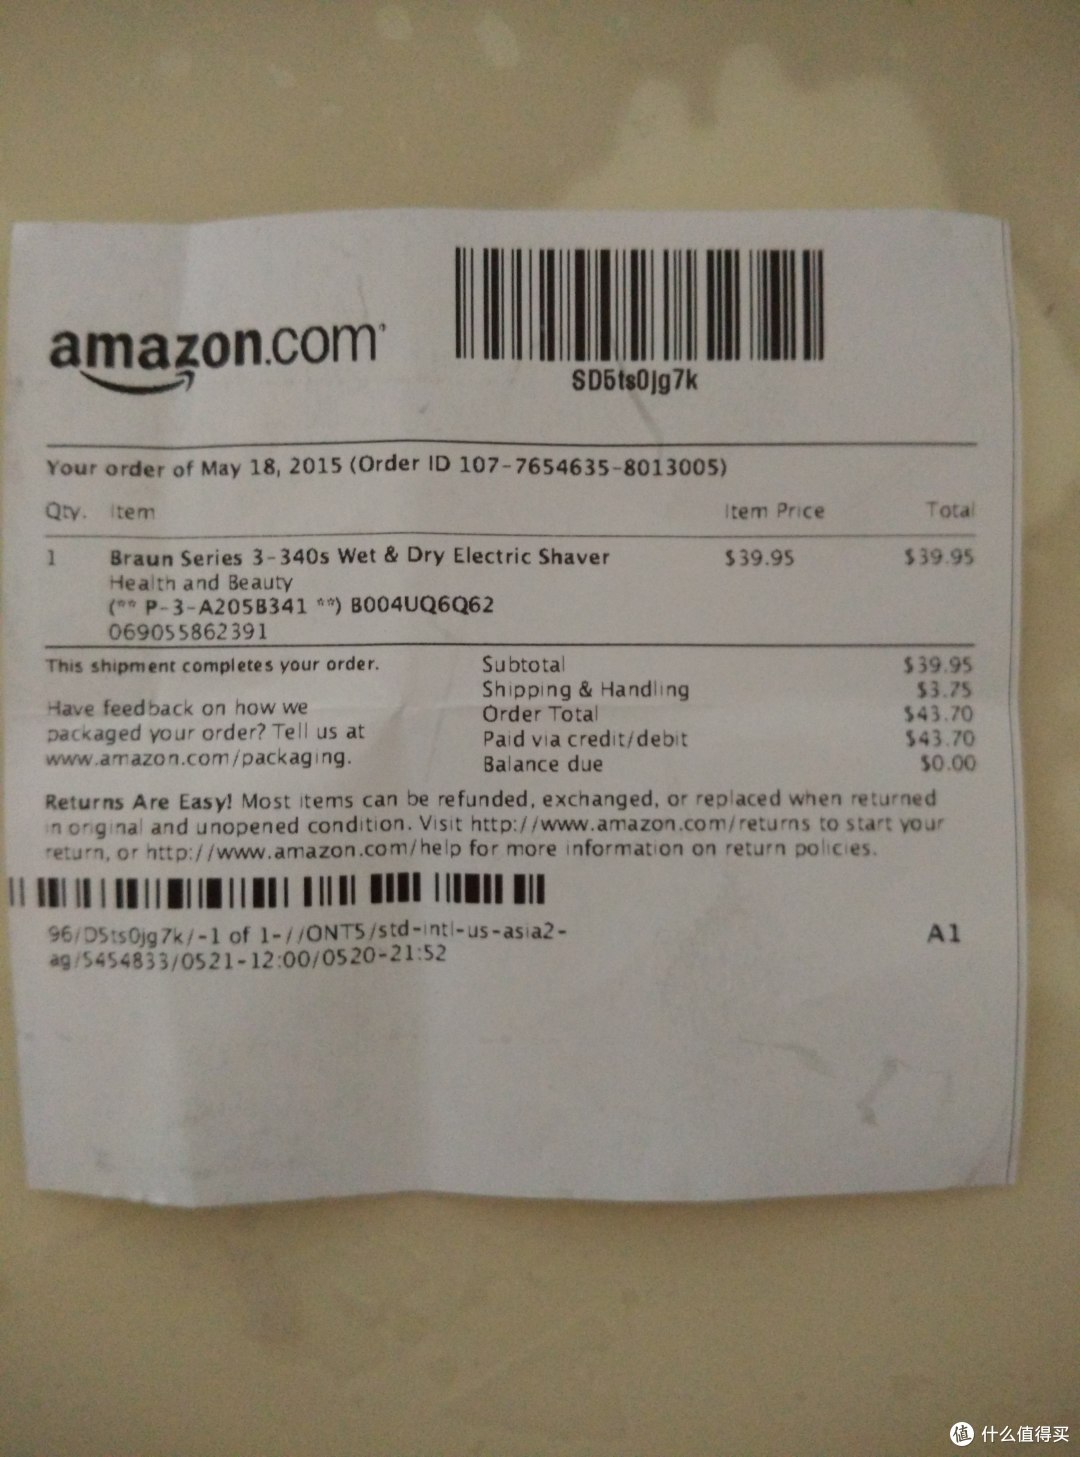 amazon.com
SD5ts0jg7k
Your order of May 18, 2015 (Order ID 107-7654635-8013005)
Qty. Item Item Price Total
1 Braun Series 3-340s Wet & Dry Electric Shaver $39.95 $39.95
Health and Beauty
(** P-3-A205B341 **) B004UQ6Q62
069055862391
This shipment completes your order.
Have feedback on how we
packaged your order? Tell us at
www.amazon.com/packaging.
Subtotal $39.95
Shipping & Handling $3.75
Order Total $43.70
Paid via credit/debit $43.70
Balance due $0.00
Returns Are Easy! Most items can be refunded, exchanged, or replaced when returned
in original and unopened condition. Visit http://www.amazon.com/returns to start your
return, or http://www.amazon.com/help for more information on return policies.
96/D5ts0jg7k/-1 of 1-//ONT5/std-intl-us-asia2-
ag/5454833/0521-12:00/0520-21:52
A1
值 什么值得买